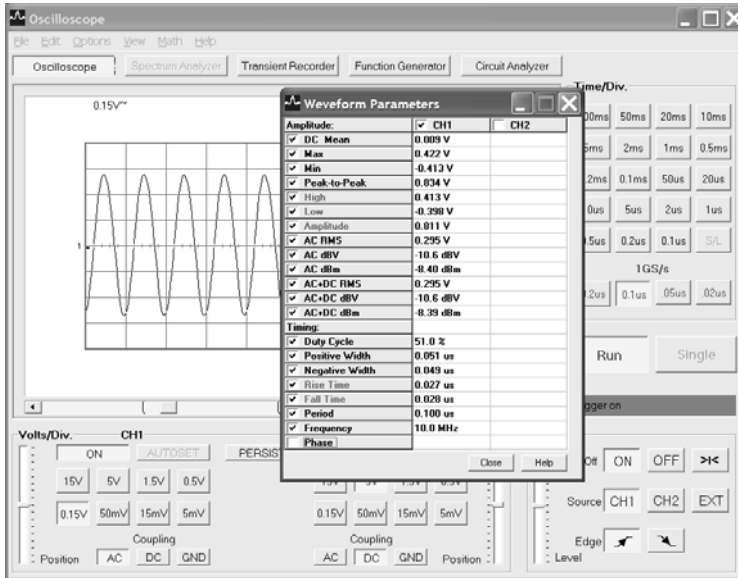 Oscilloscope
File Edit Options View Math Help
Oscilloscope Spectrum Analyzer Transient Recorder Function Generator Circuit Analyzer
0.15V~
1
Waveform Parameters
Amplitude: CH1 CH2
DC Mean 0.009 V
Max 0.422 V
Min -0.413 V
Peak-to-Peak 0.834 V
High 0.413 V
Low -0.398 V
Amplitude 0.811 V
AC RMS 0.295 V
AC dBV -10.6 dBV
AC dBm -8.40 dBm
AC+DC RMS 0.295 V
AC+DC dBV -10.6 dBV
AC+DC dBm -8.39 dBm
Timing:
Duty Cycle 51.0 %
Positive Width 0.051 us
Negative Width 0.049 us
Rise Time 0.027 us
Fall Time 0.028 us
Period 0.100 us
Frequency 10.0 MHz
Phase
Close Help
Time/Div.
50ms 20ms 10ms
2ms 1ms 0.5ms
0.1ms 50us 20us
5us 2us 1us
0.2us 0.1us S/L
1GS/s
0.1us .05us .02us
Run Single
on
Volts/Div. CH1
ON AUTOSET
15V 5V 1.5V 0.5V
0.15V 50mV 15mV 5mV
Coupling
Position AC DC GND
0.15V 50mV 15mV 5mV
Coupling
AC DC GND Position
ON OFF >|<
Source CH1 CH2 EXT
Edge
Level